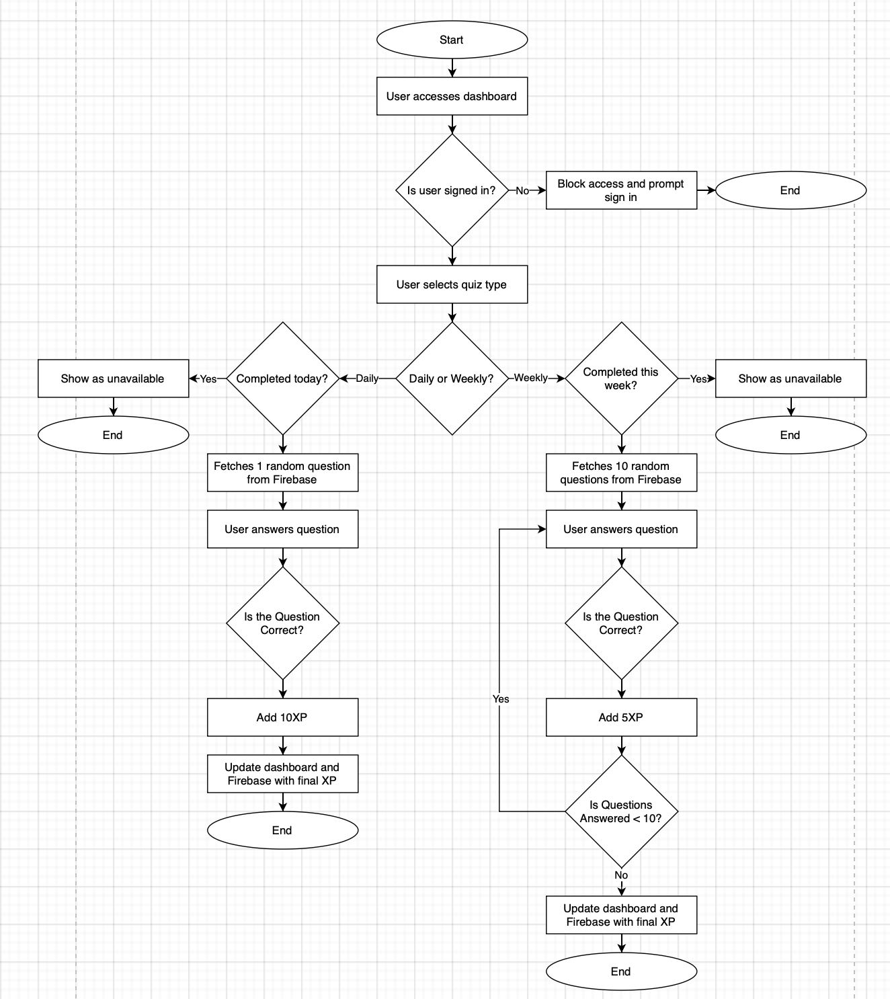 Start
User accesses dashboard
Is user signed in?
No
Block access and prompt
sign in
End
User selects quiz type
Show as unavailable
Yes
Completed today?
Daily
Daily or Weekly?
Weekly
Completed this
week?
Yes
Show as unavailable
End
End
Fetches 1 random question
from Firebase
Fetches 10 random
questions from Firebase
User answers question
User answers question
Is the Question
Correct?
Is the Question
Correct?
Yes
Add 10XP
Add 5XP
Update dashboard and
Firebase with final XP
Is Questions
Answered < 10?
End
No
Update dashboard and
Firebase with final XP
End